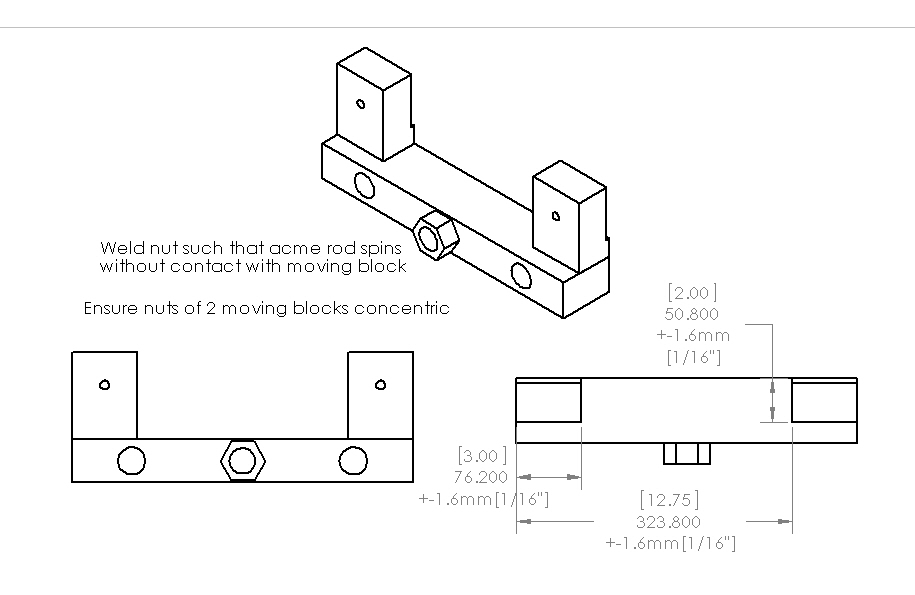 Weld nut such that acme rod spins
without contact with moving block
Ensure nuts of 2 moving blocks concentric
[2.00]
50.800
+-1.6mm
[1/16"]
[3.00]
76.200
+-1.6mm[1/16"]
[12.75]
323.800
+-1.6mm[1/16"]